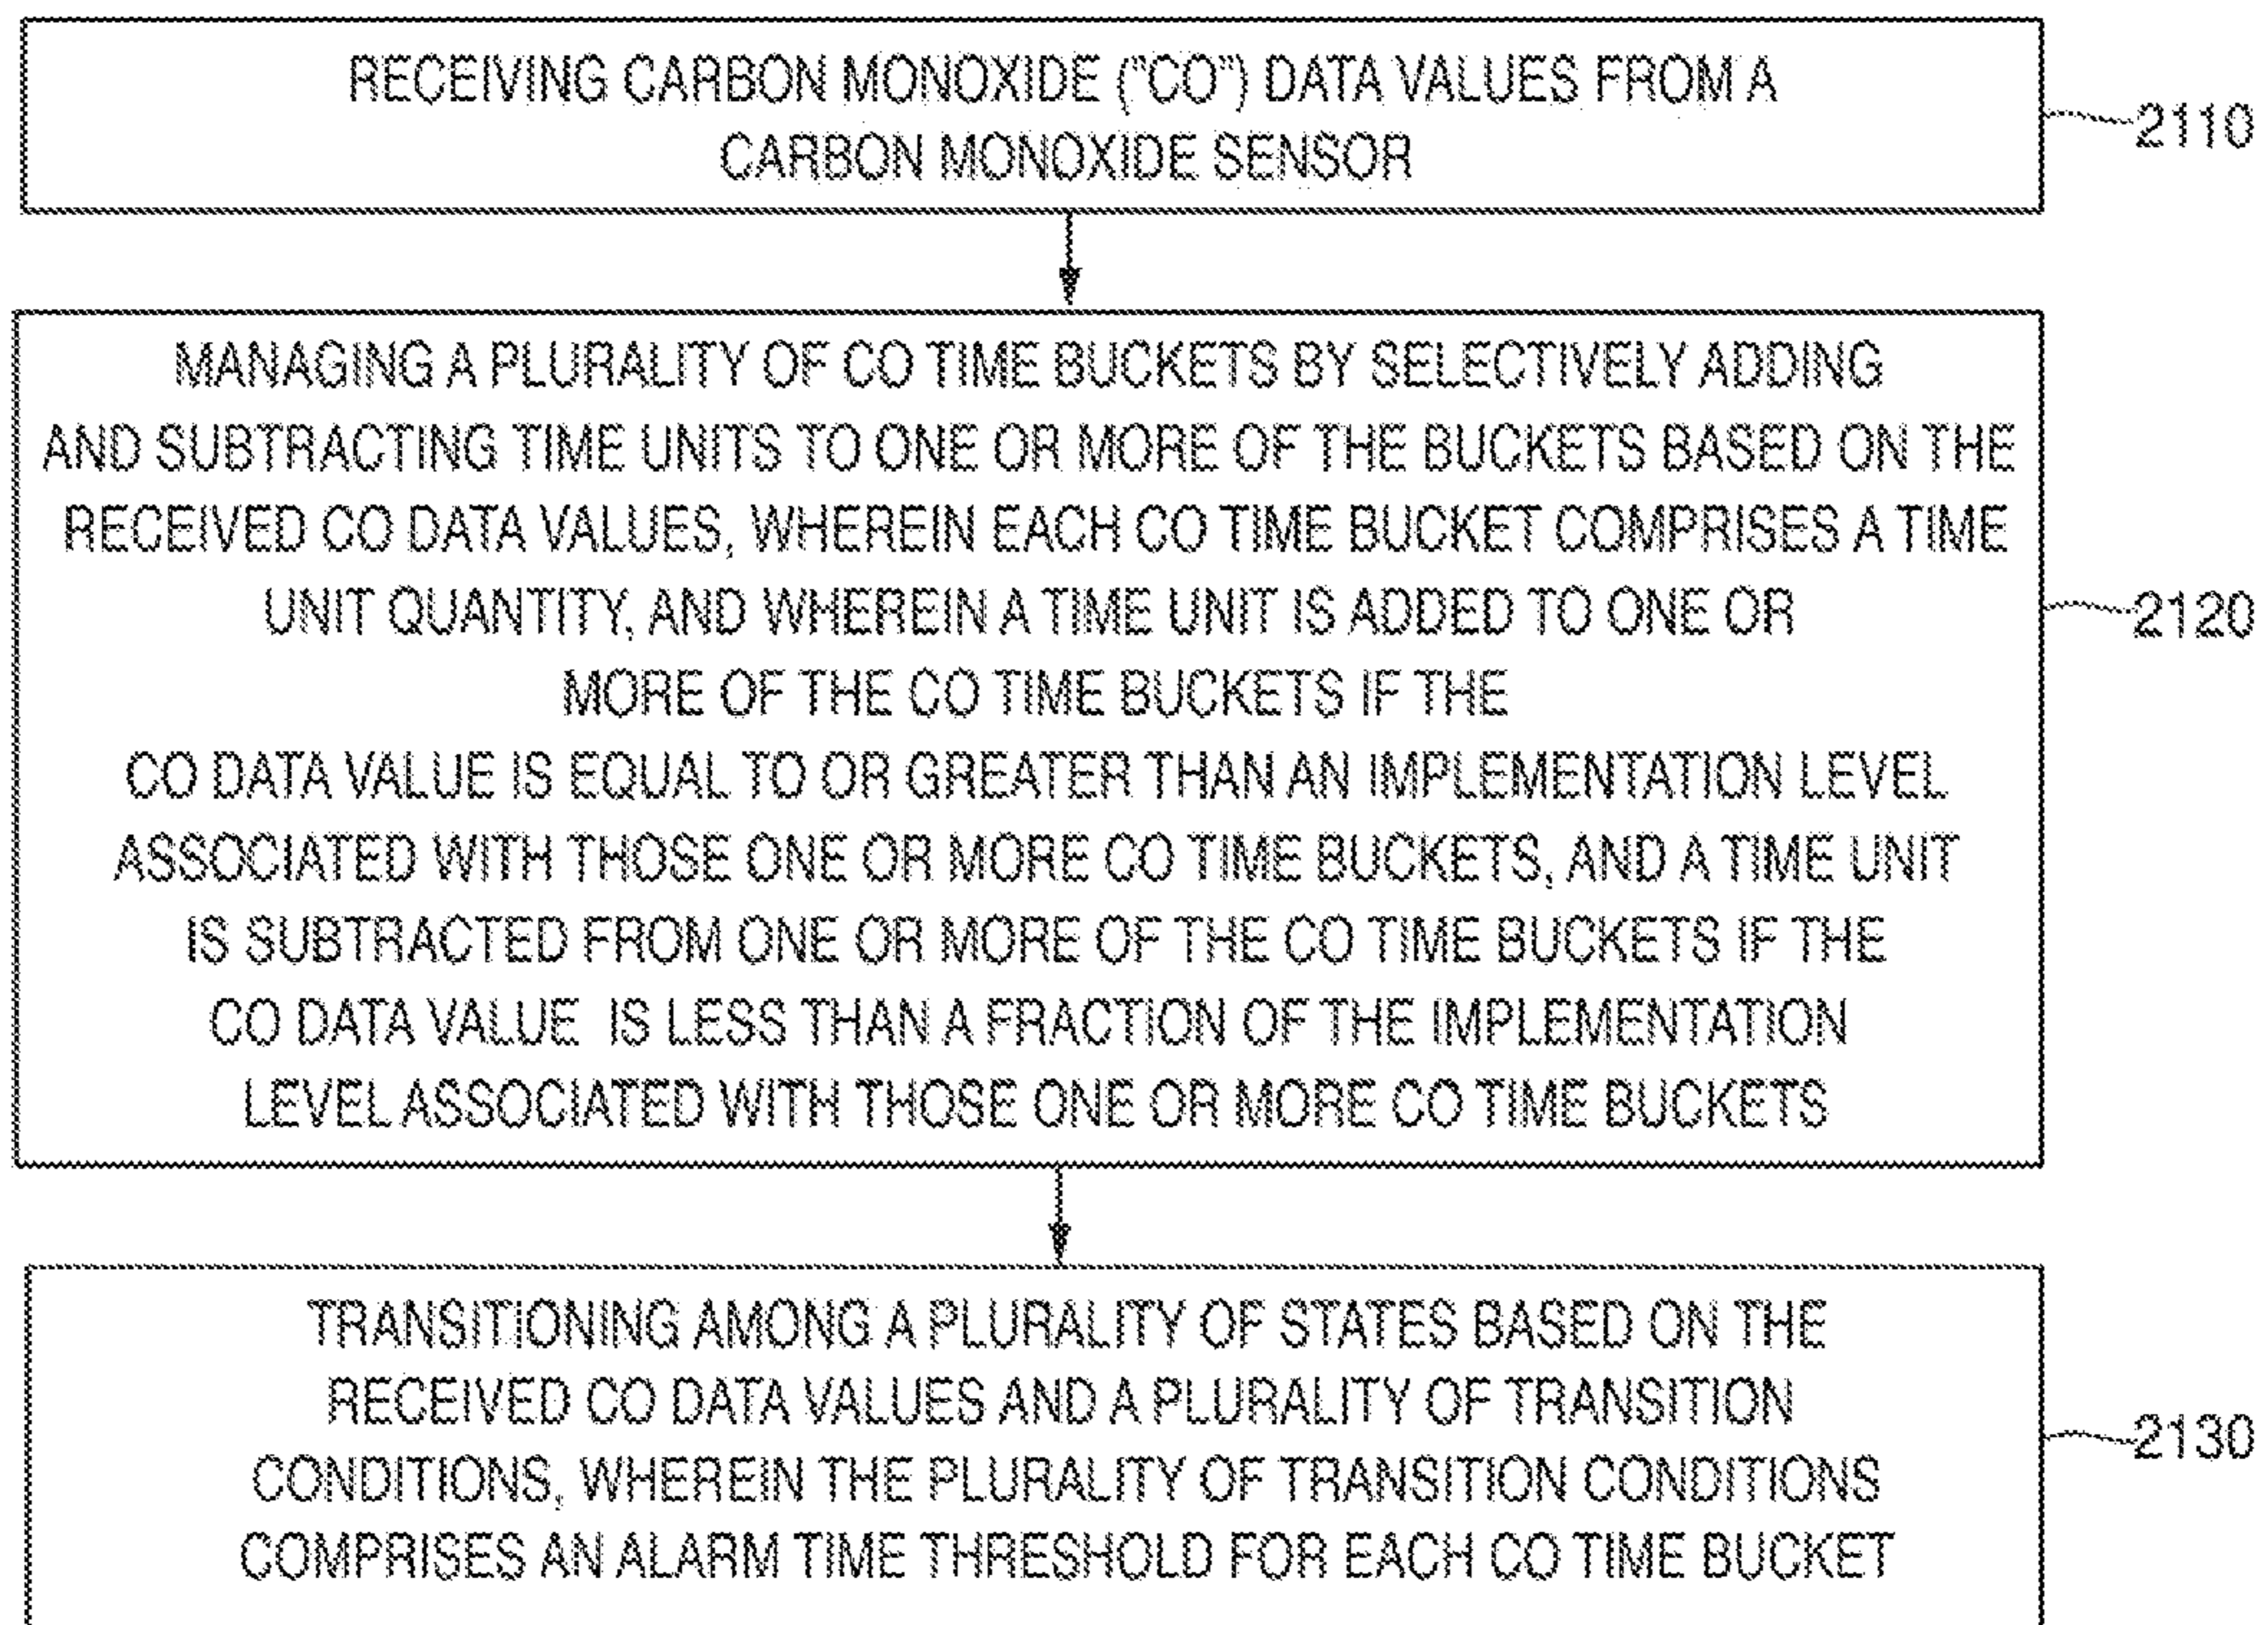 RECEIVING CARBON MONOXIDE ("CO") DATA VALUES FROM A
CARBON MONOXIDE SENSOR
2110
MANAGING A PLURALITY OF CO TIME BUCKETS BY SELECTIVELY ADDING
AND SUBTRACTING TIME UNITS TO ONE OR MORE OF THE BUCKETS BASED ON THE
RECEIVED CO DATA VALUES, WHEREIN EACH CO TIME BUCKET COMPRISES A TIME
UNIT QUANTITY, AND WHEREIN A TIME UNIT IS ADDED TO ONE OR
MORE OF THE CO TIME BUCKETS IF THE
CO DATA VALUE IS EQUAL TO OR GREATER THAN AN IMPLEMENTATION LEVEL
ASSOCIATED WITH THOSE ONE OR MORE CO TIME BUCKETS, AND A TIME UNIT
IS SUBTRACTED FROM ONE OR MORE OF THE CO TIME BUCKETS IF THE
CO DATA VALUE IS LESS THAN A FRACTION OF THE IMPLEMENTATION
LEVEL ASSOCIATED WITH THOSE ONE OR MORE CO TIME BUCKETS
2120
TRANSITIONING AMONG A PLURALITY OF STATES BASED ON THE
RECEIVED CO DATA VALUES AND A PLURALITY OF TRANSITION
CONDITIONS, WHEREIN THE PLURALITY OF TRANSITION CONDITIONS
COMPRISES AN ALARM TIME THRESHOLD FOR EACH CO TIME BUCKET
2130